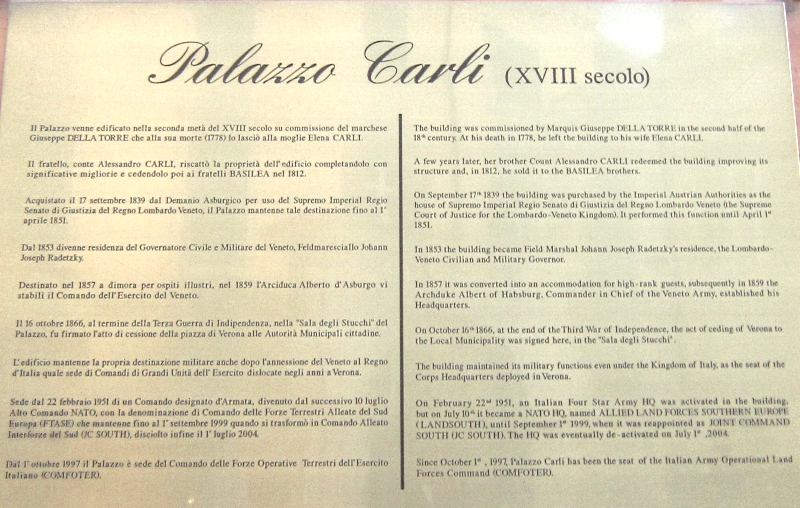 Palazzo Carli (XVIII secolo)
Il Palazzo venne edificato nella seconda metà del XVIII secolo su commissione del marchese
Giuseppe DELLA TORRE che alla sua morte (1778) lo lasciò alla moglie Elena CARLI.
Il fratello, conte Alessandro CARLI, riscattò la proprietà dell'edificio completandolo con
significative migliorie e cedendolo poi ai fratelli BASILEA nel 1812.
Acquistato il 17 settembre 1839 dal Demanio Asburgico per uso del Supremo Imperial Regio
Senato di Giustizia del Regno Lombardo Veneto, il Palazzo mantenne tale destinazione fino al 1°
aprile 1851.
Dal 1853 divenne residenza del Governatore Civile e Militare del Veneto, Feldmaresciallo Johann
Joseph Radetzky.
Destinato nel 1857 a dimora per ospiti illustri, nel 1859 l'Arciduca Alberto d'Asburgo vi
stabilì il Comando dell'Esercito del Veneto.
Il 16 ottobre 1866, al termine della Terza Guerra di Indipendenza, nella "Sala degli Stucchi" del
Palazzo, fu firmato l'atto di cessione della piazza di Verona alle Autorità Municipali cittadine.
L'edificio mantenne la propria destinazione militare anche dopo l'annessione del Veneto al Regno
d'Italia quale sede di Comandi di Grandi Unità dell' Esercito dislocate negli anni a Verona.
Sede dal 22 febbraio 1951 di un Comando designato d'Armata, divenuto dal successivo 10 luglio
Alto Comando NATO, con la denominazione di Comando delle Forze Terrestri Alleate del Sud
Europa (FTASE) che mantenne fino al 1° settembre 1999 quando si trasformò in Comando Alleato
Interforze del Sud (JC SOUTH), disciolto infine il 1° luglio 2004.
Dal 1° ottobre 1997 il Palazzo è sede del Comando delle Forze Operative Terrestri dell'Esercito
Italiano (COMFOTER).
The building was commissioned by Marquis Giuseppe DELLA TORRE in the second half of the
18th century. At his death in 1778, he left the building to his wife Elena CARLI.
A few years later, her brother Count Alessandro CARLI redeemed the building improving its
structure and, in 1812, he sold it to the BASILEA brothers.
On September 17th 1839 the building was purchased by the Imperial Austrian Authorities as the
house of Supremo Imperial Regio Senato di Giustizia del Regno Lombardo Veneto (the Supreme
Court of Justice for the Lombardo-Veneto Kingdom). It performed this function until April 1st
1851.
In 1853 the building became Field Marshal Johann Joseph Radetzky's residence, the Lombardo-
Veneto Civilian and Military Governor.
In 1857 it was converted into an accommodation for high-rank guests, subsequently in 1859 the
Archduke Albert of Habsburg, Commander in Chief of the Veneto Army, established his
Headquarters.
On October 16th 1866, at the end of the Third War of Independence, the act of ceding of Verona to
the Local Municipality was signed here, in the "Sala degli Stucchi".
The building maintained its military functions even under the Kingdom of Italy, as the seat of the
Corps Headquarters deployed in Verona.
On February 22nd 1951, an Italian Four Star Army HQ was activated in the building,
but on July 10th it became a NATO HQ, named ALLIED LAND FORCES SOUTHERN EUROPE
(LANDSOUTH), until September 1st 1999, when it was reappointed as JOINT COMMAND
SOUTH (JC SOUTH). The HQ was eventually de-activated on July 1st ,2004.
Since October 1st , 1997, Palazzo Carli has been the seat of the Italian Army Operational Land
Forces Command (COMFOTER).